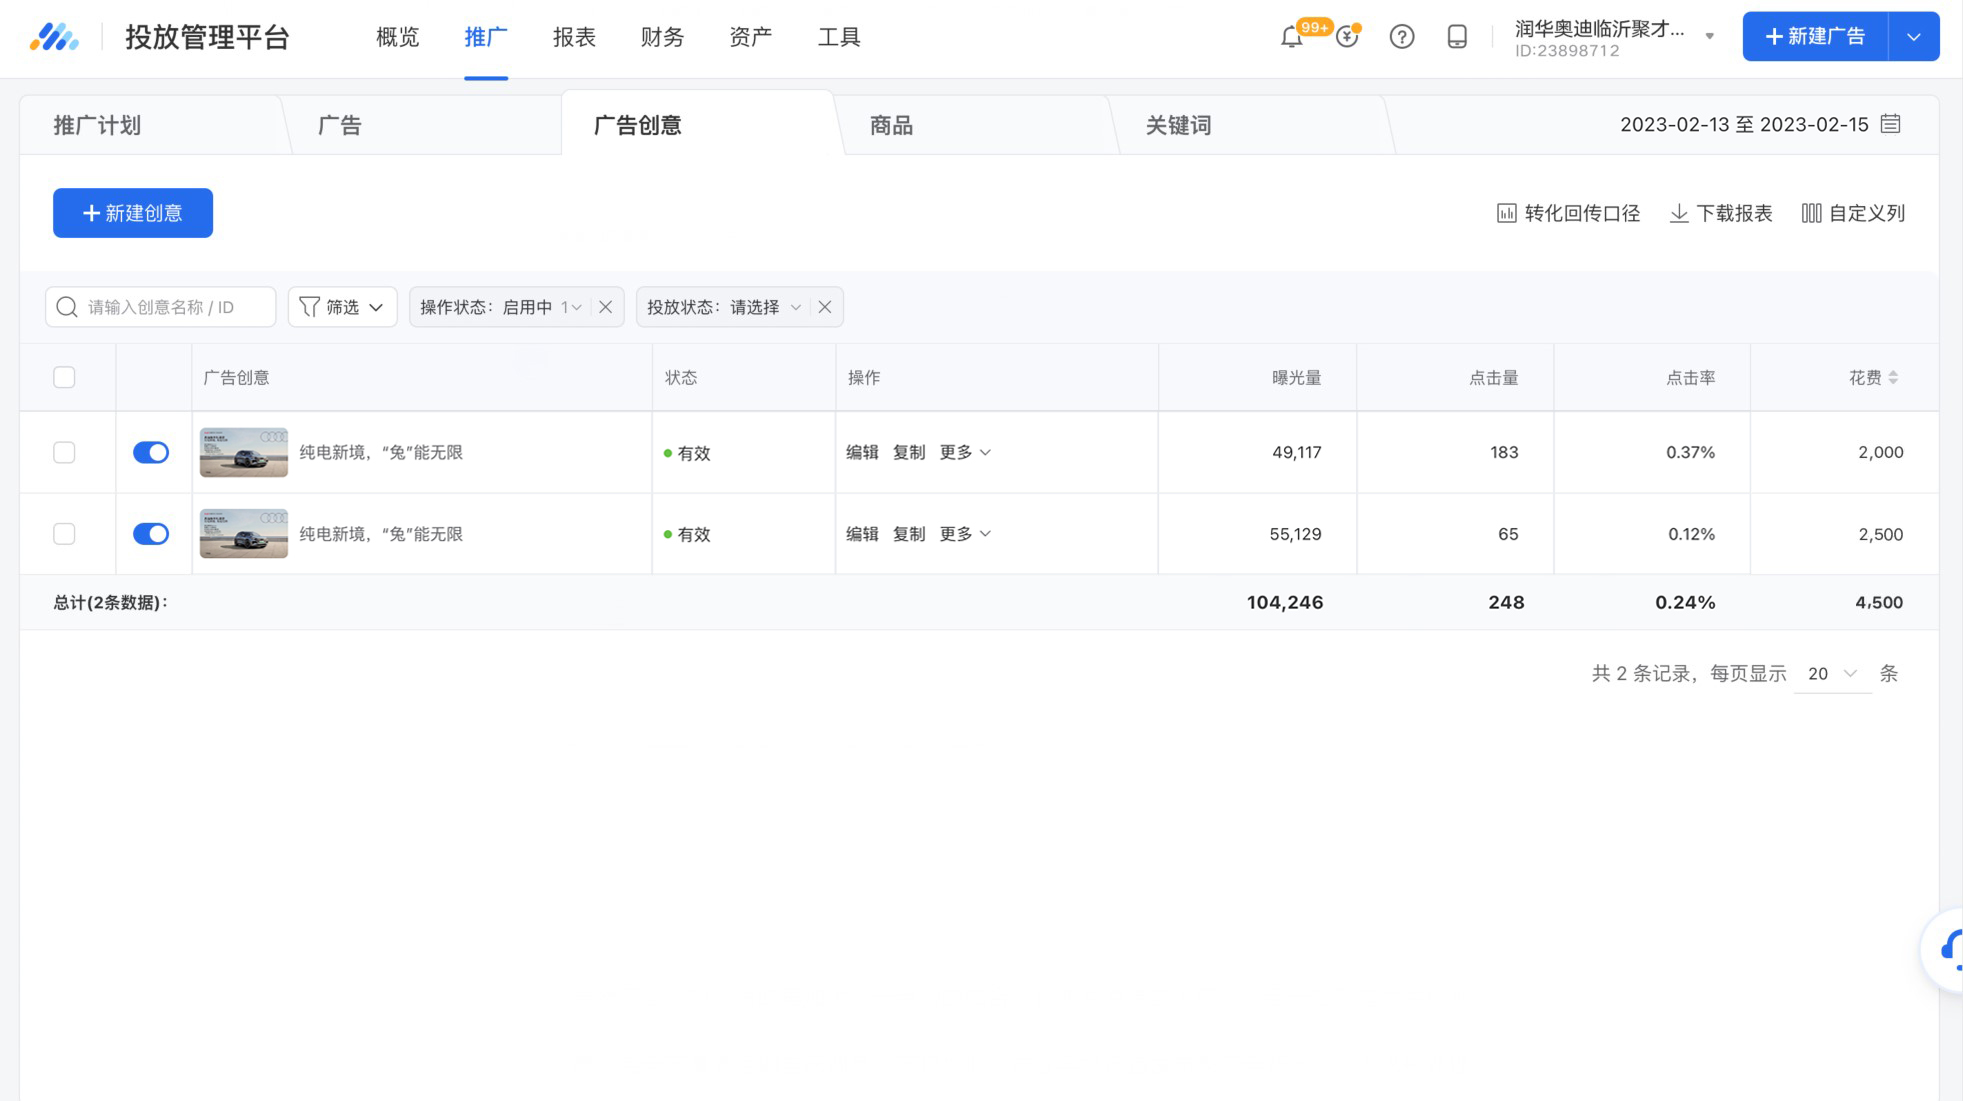 投放管理平台
概览
推广
报表
财务
资产
工具
99+
润华奥迪临沂聚才...
ID:23898712
新建广告
推广计划
广告
广告创意
商品
关键词
2023-02-13 至 2023-02-15
新建创意
转化回传口径
下载报表
自定义列
请输入创意名称 / ID
筛选
操作状态: 启用中 1
投放状态: 请选择
广告创意
状态
操作
曝光量
点击量
点击率
花费
纯电新境，“兔”能无限
有效
编辑 复制 更多
49,117
183
0.37%
2,000
纯电新境，“兔”能无限
有效
编辑 复制 更多
55,129
65
0.12%
2,500
总计(2条数据):
104,246
248
0.24%
4,500
共 2 条记录，每页显示 20 条